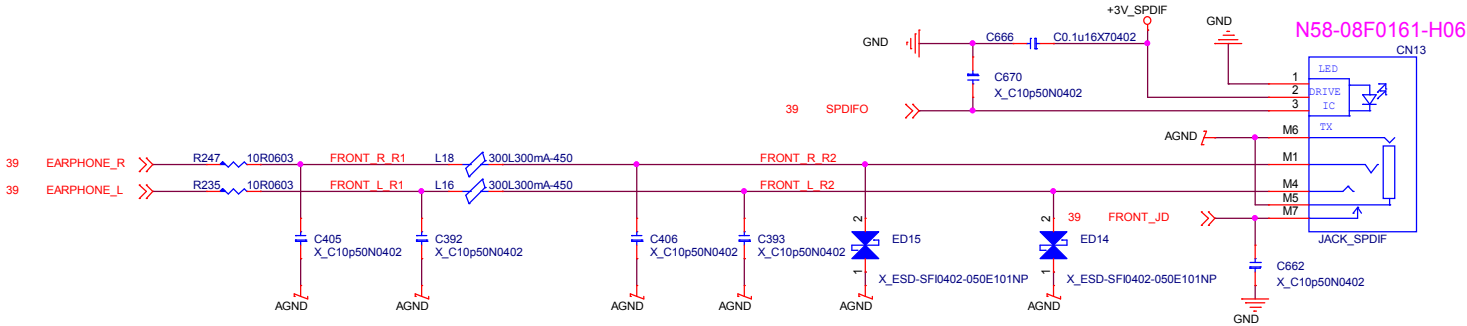 +3V_SPDIF
GND
N58-08F0161-H06
CN13
GND
C666
C0.1u16X70402
C670
X_C10p50N0402
1
LED
2
DRIVE
3
IC
TX
39
SPDIFO
AGND
M6
39
EARPHONE_R
R247
10R0603
FRONT_R_R1
L18
300L300mA-450
FRONT_R_R2
M1
39
EARPHONE_L
R235
10R0603
FRONT_L_R1
L16
300L300mA-450
FRONT_L_R2
M4
M5
M7
39
FRONT_JD
JACK_SPDIF
C405
X_C10p50N0402
C392
X_C10p50N0402
C406
X_C10p50N0402
C393
X_C10p50N0402
2
ED15
1
X_ESD-SFI0402-050E101NP
2
ED14
1
X_ESD-SFI0402-050E101NP
C662
X_C10p50N0402
AGND
AGND
AGND
AGND
AGND
AGND
GND